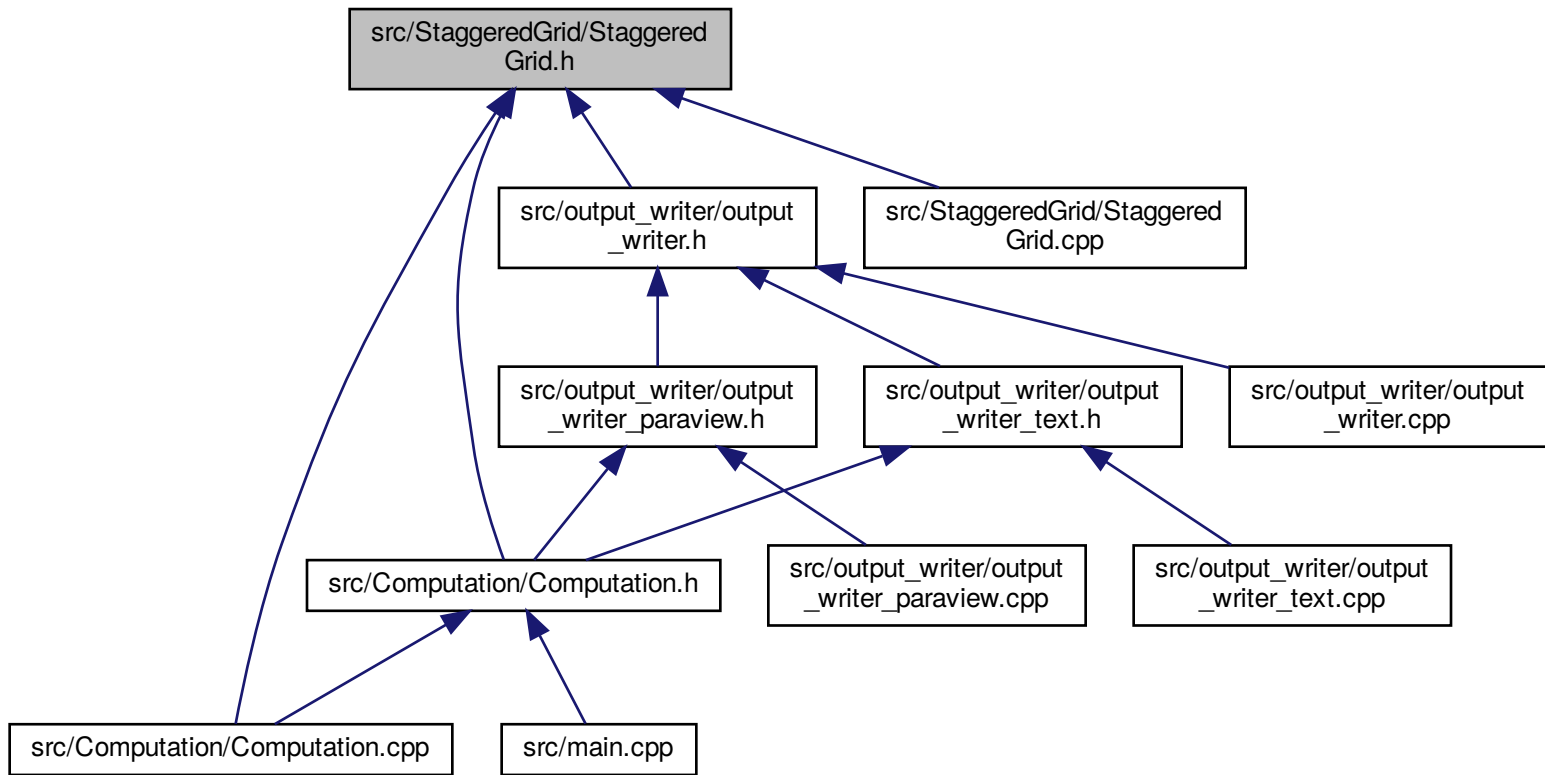 src/StaggeredGrid/Staggered
Grid.h
src/output_writer/output
_writer.h
src/StaggeredGrid/Staggered
Grid.cpp
src/output_writer/output
_writer_paraview.h
src/output_writer/output
_writer_text.h
src/output_writer/output
_writer.cpp
src/Computation/Computation.h
src/output_writer/output
_writer_paraview.cpp
src/output_writer/output
_writer_text.cpp
src/Computation/Computation.cpp
src/main.cpp